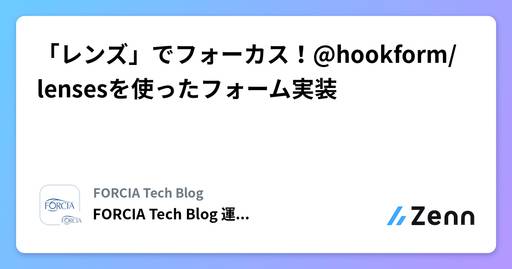 「レンズ」でフォーカス！@hookform/
lensesを使ったフォーム実装
FORCIA
FORCIA
FORCIA Tech Blog
FORCIA Tech Blog 運...
Zenn